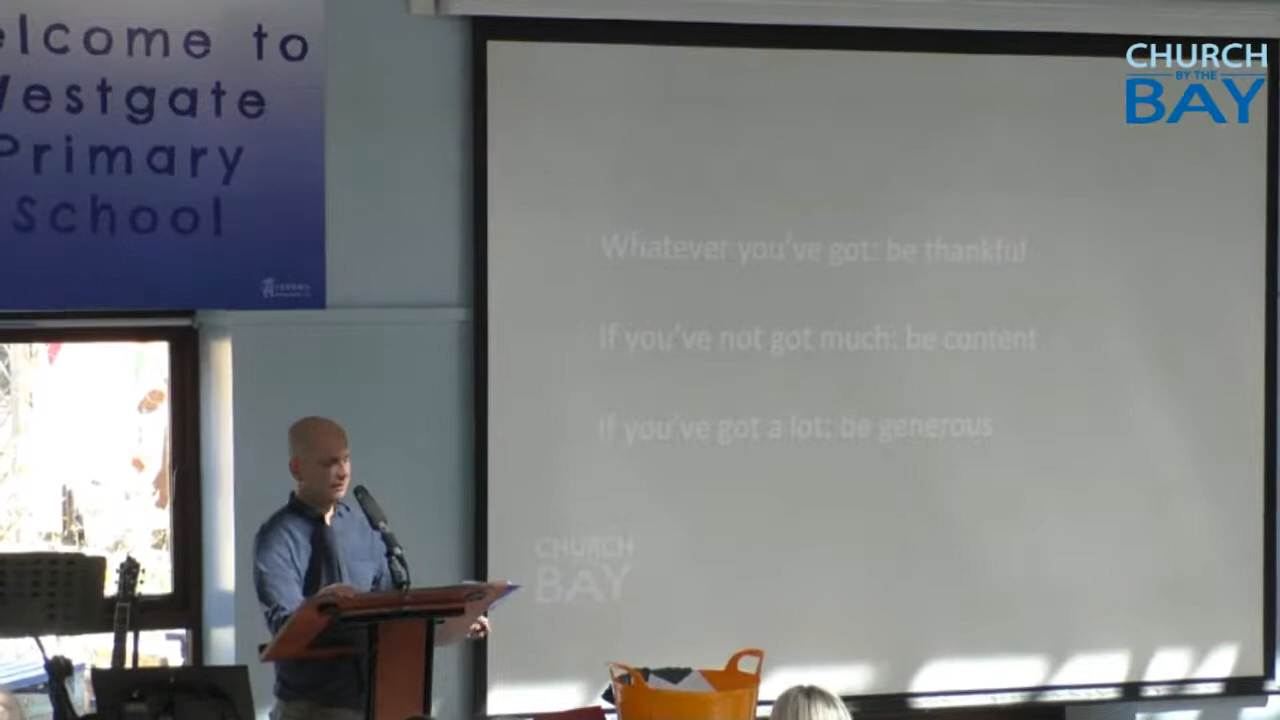 elcome to
Westgate
Primary
School
CHURCH
BY THE
BAY
Whatever you've got: be thankful
If you've not got much: be content
If you've got a lot: be generous
CHURCH
BAY